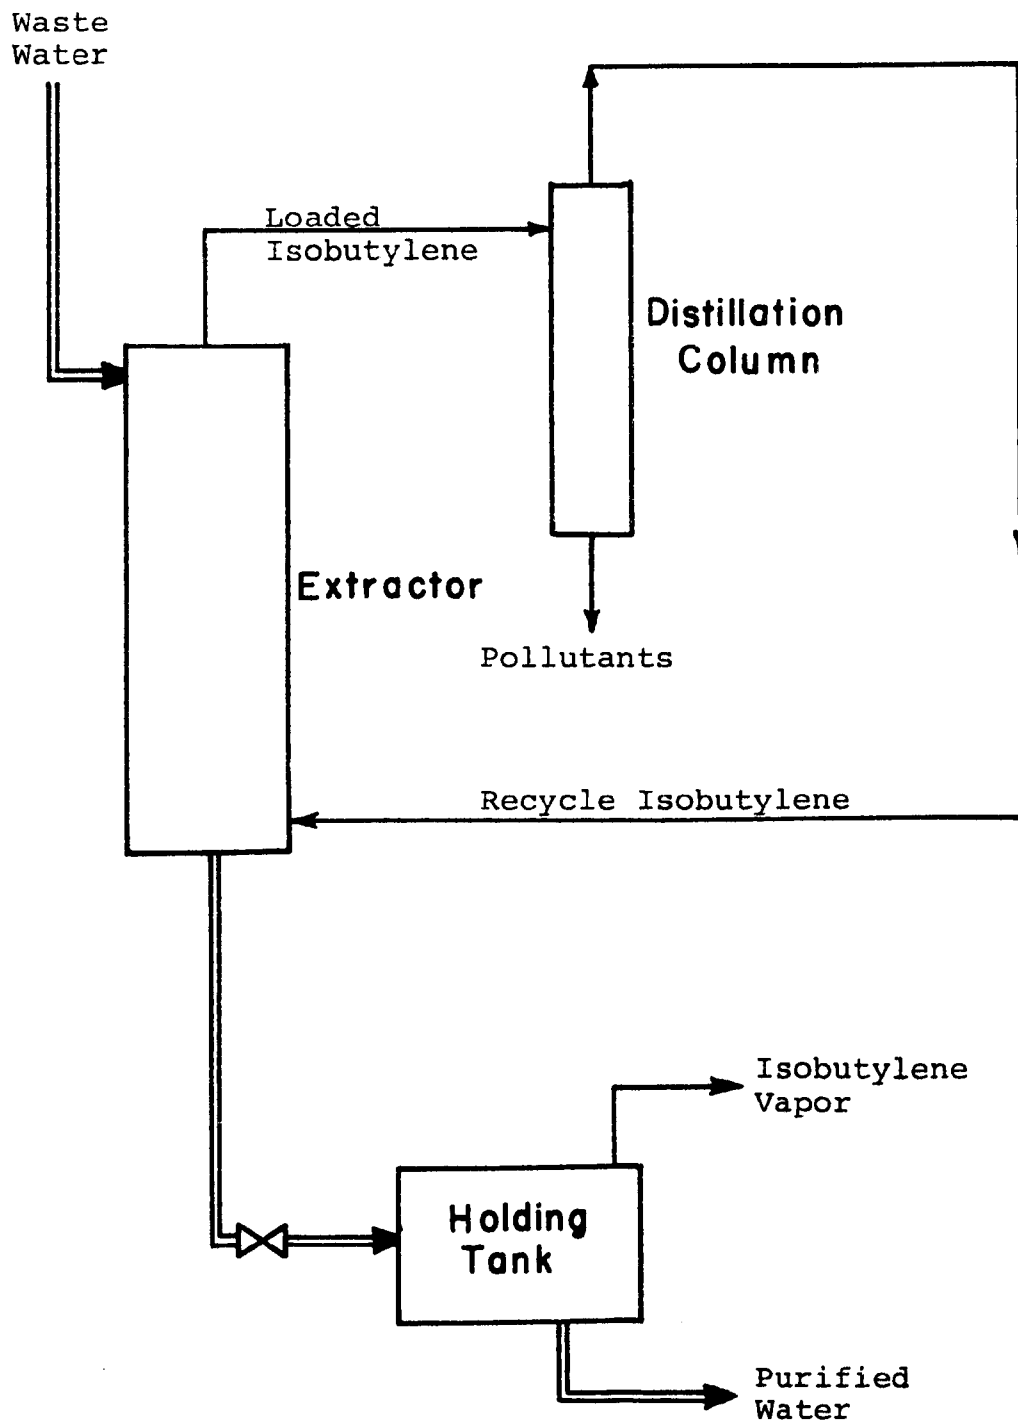 Waste
Water
Loaded
Isobutylene
Distillation
Column
Extractor
Pollutants
Recycle Isobutylene
Isobutylene
Vapor
Holding
Tank
Purified
Water